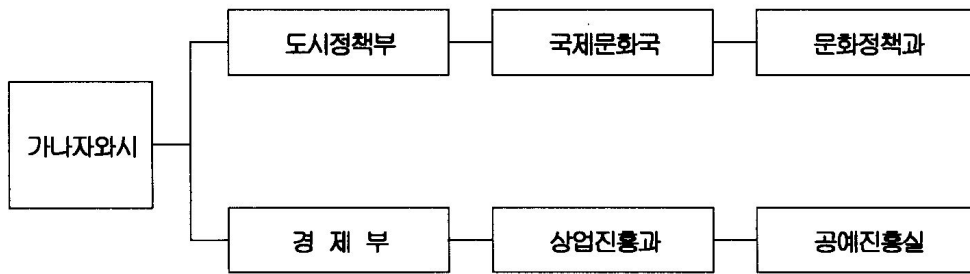 도시정책부
국제문화국
문화정책과
가나자와시
경 제 부
상업진흥과
공예진흥실